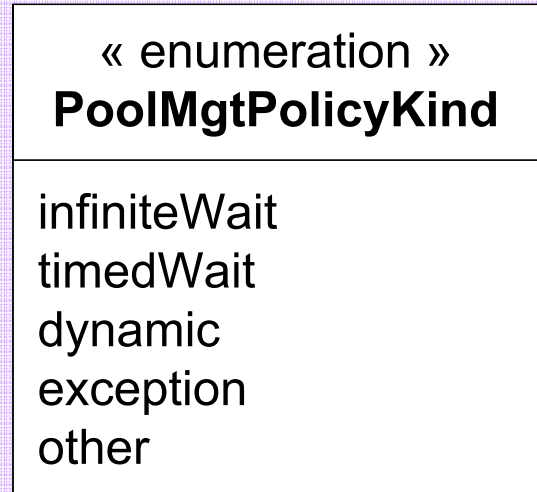 « enumeration »
PoolMgtPolicyKind
infiniteWait
timedWait
dynamic
exception
other